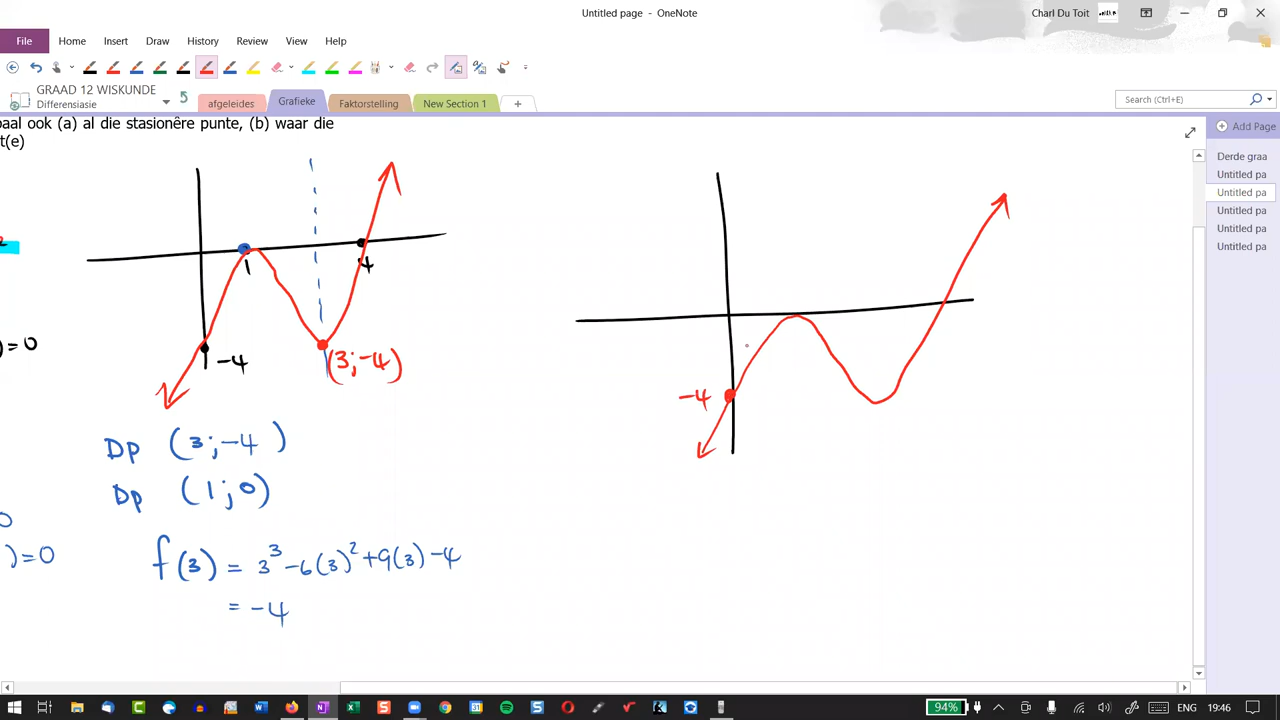 Untitled page - OneNote
Charl Du Toit
File Home Insert Draw History Review View Help
GRAAD 12 WISKUNDE
Differensiasie
afgeleides Grafieke Faktorstelling New Section 1 +
Search (Ctrl+E)
Add Page
Derde graa
Untitled pa
Untitled pa
Untitled pa
Untitled pa
Untitled pa
aal ook (a) al die stasionêre punte, (b) waar die
t(e)
1
4
-4
(3;-4)
)=0
-4
Dp (3;-4)
Dp (1;0)
0
)=0
f(3) = 3³ -6(3)² +9(3) -4
= -4
94%
ENG
19:46